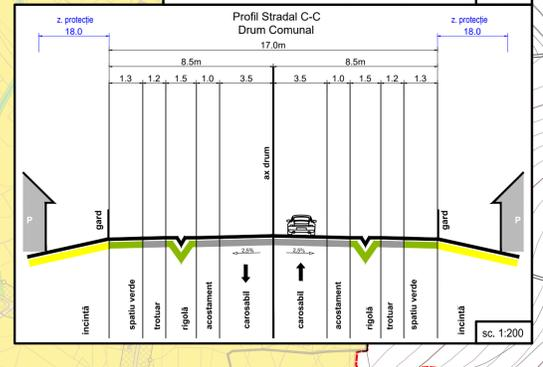 Profil Stradal C-C
Drum Comunal
z. protecție
18.0
z. protecție
18.0
17.0m
8.5m
8.5m
1.3
1.2
1.5
1.0
3.5
3.5
1.0
1.5
1.2
1.3
ax drum
gard
gard
P
P
2,5%
2,5%
incintă
spatiu verde
trotuar
rigolă
acostament
carosabil
carosabil
acostament
rigolă
trotuar
spatiu verde
incintă
sc. 1:200